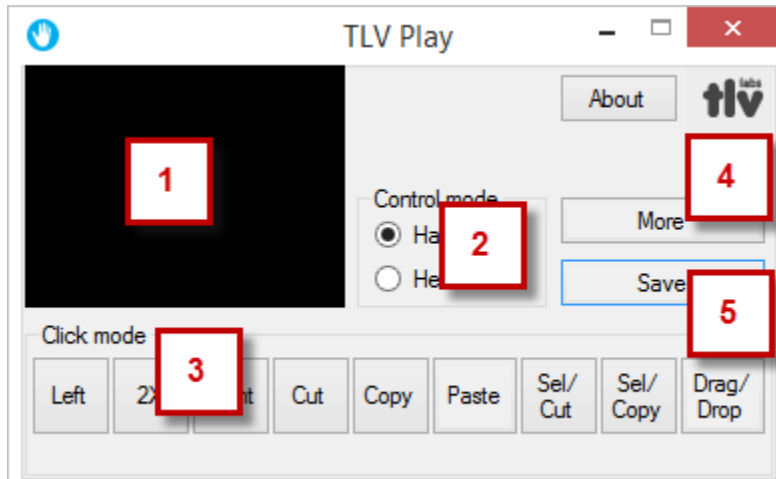 TLV Play
About
tlv labs
1
4
Control mode
2
More
Save
5
Click mode
3
Left
2X
Cut
Copy
Paste
Sel/
Cut
Sel/
Copy
Drag/
Drop